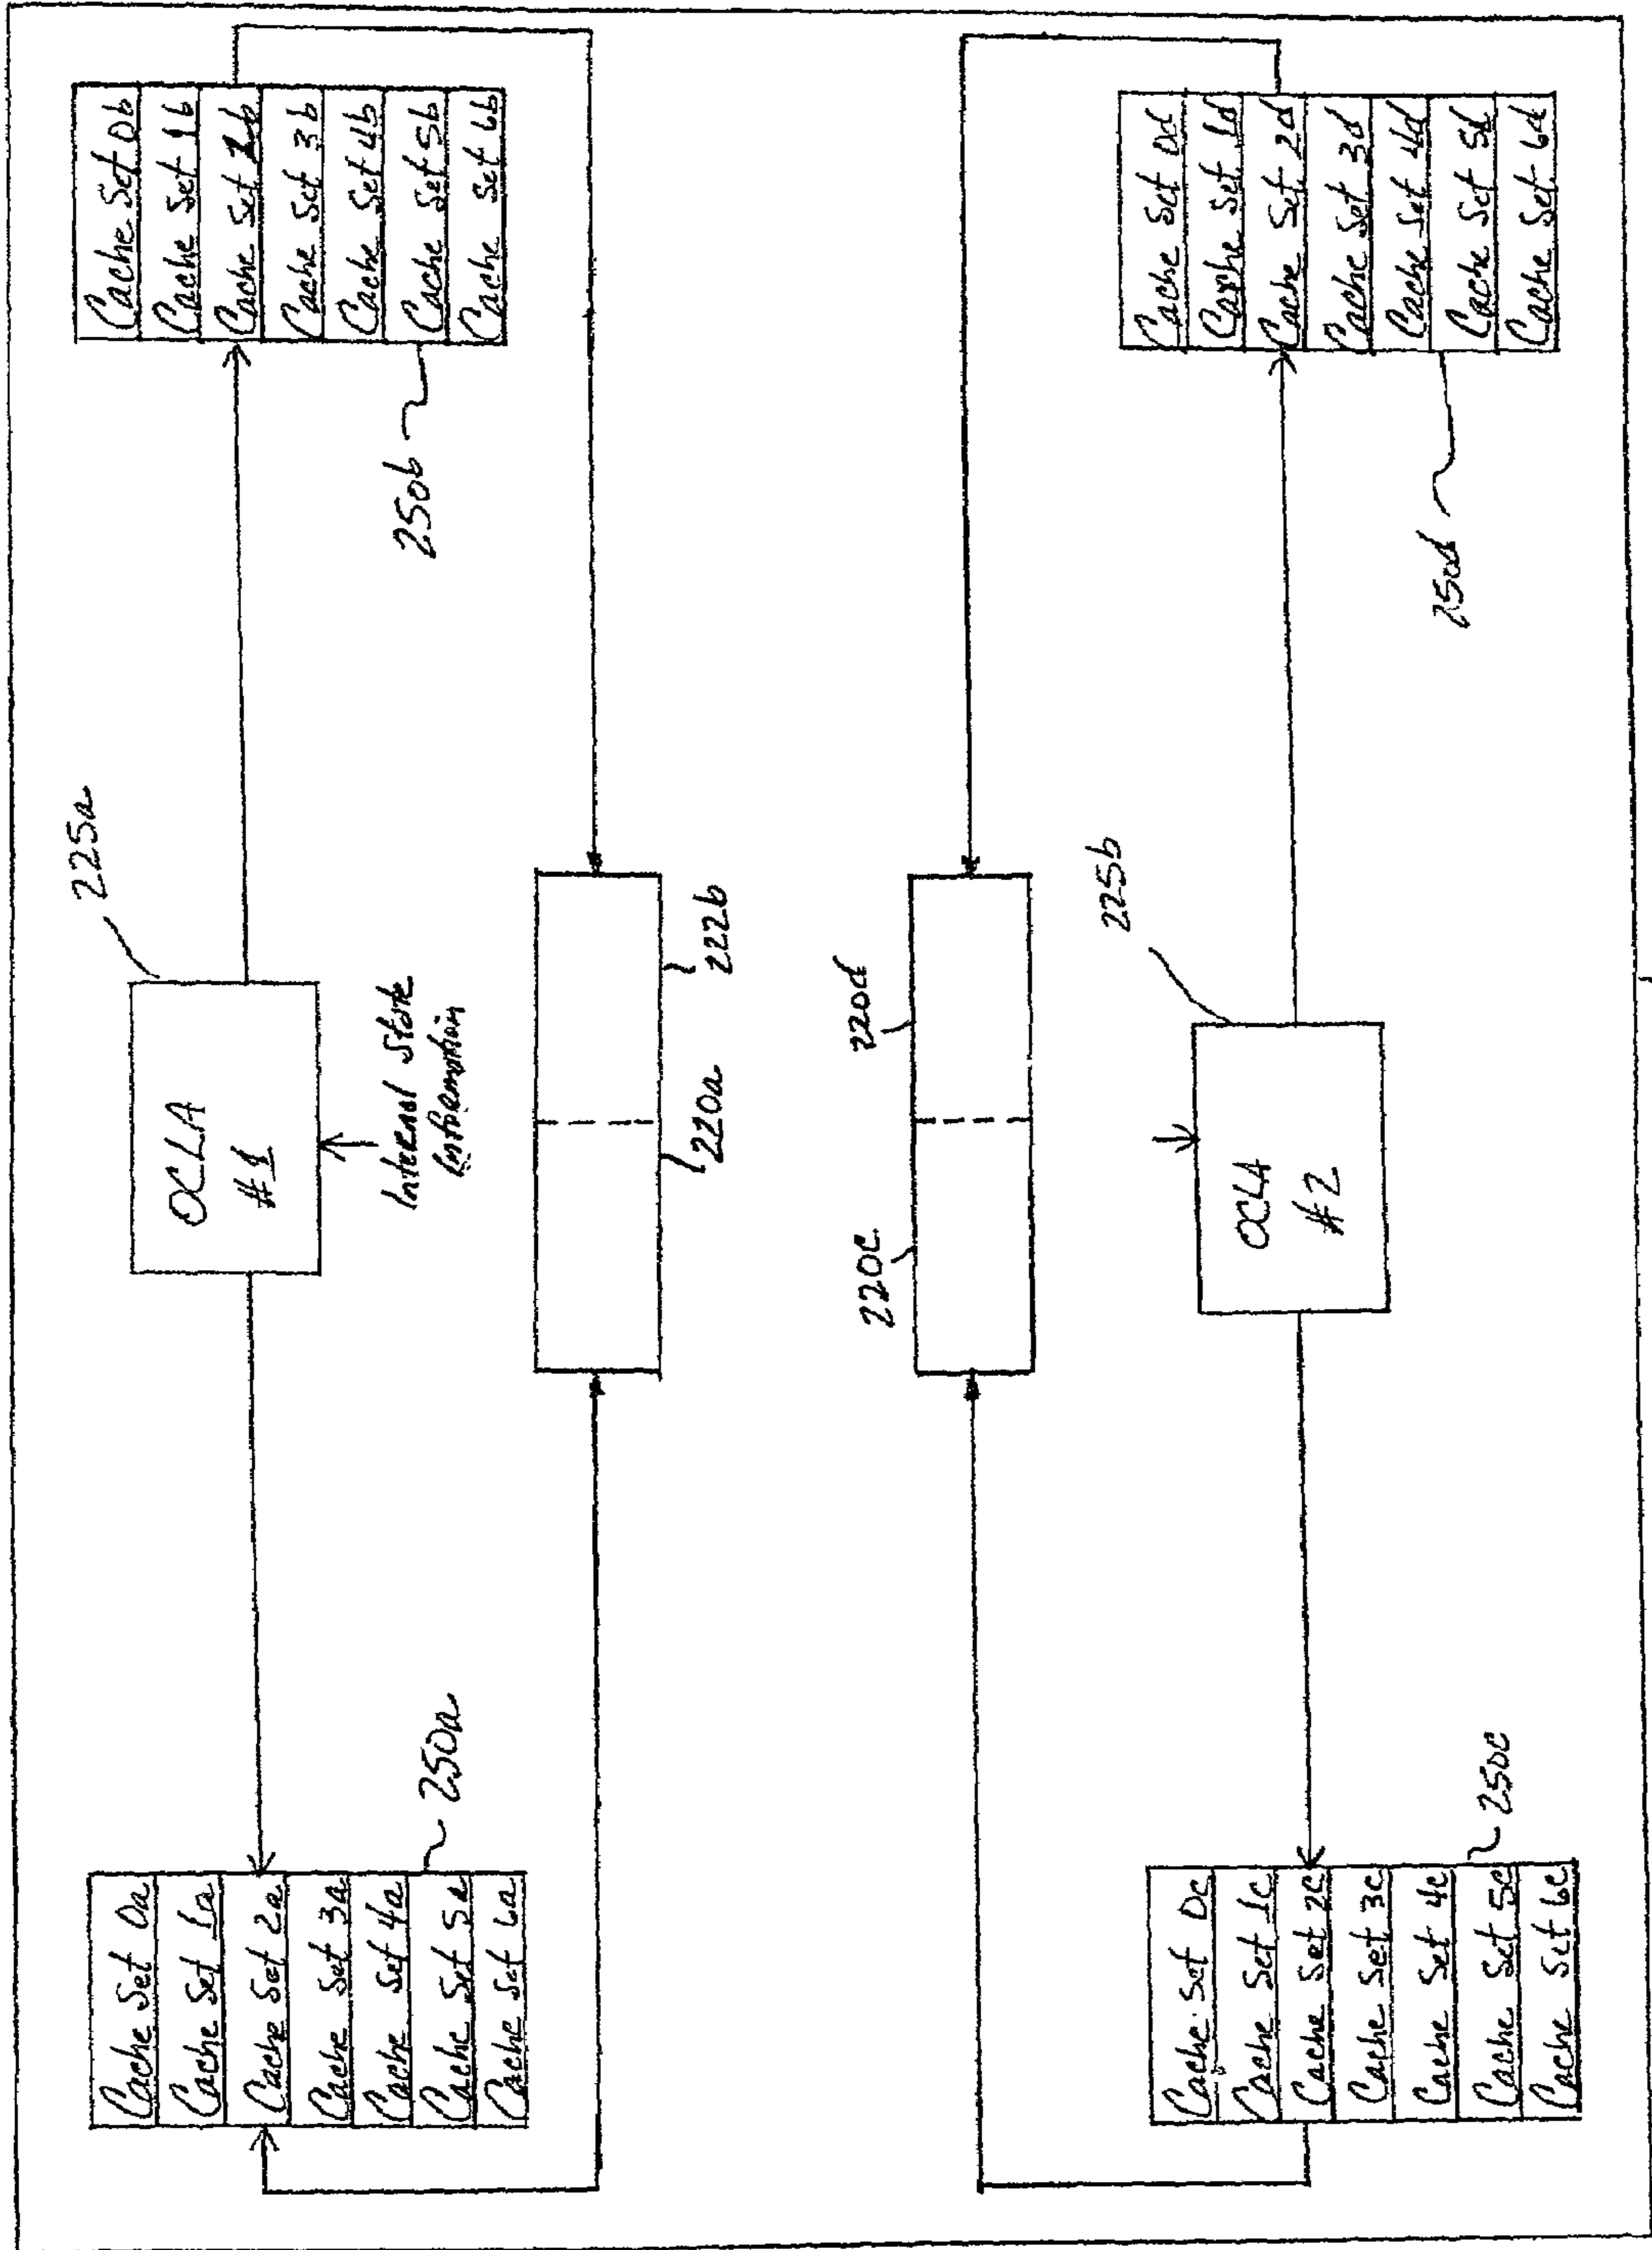 Cache Set 0a
Cache Set 1a
Cache Set 2a
Cache Set 3a
Cache Set 4a
Cache Set 5a
Cache Set 6a
250a
225a
OCLA
#1
Internal State
Information
220a
222b
Cache Set 0b
Cache Set 1b
Cache Set 2b
Cache Set 3b
Cache Set 4b
Cache Set 5b
Cache Set 6b
250b
220c
220d
225b
OCLA
#2
Cache Set 0c
Cache Set 1c
Cache Set 2c
Cache Set 3c
Cache Set 4c
Cache Set 5c
Cache Set 6c
250c
Cache Set 0d
Cache Set 1d
Cache Set 2d
Cache Set 3d
Cache Set 4d
Cache Set 5d
Cache Set 6d
250d